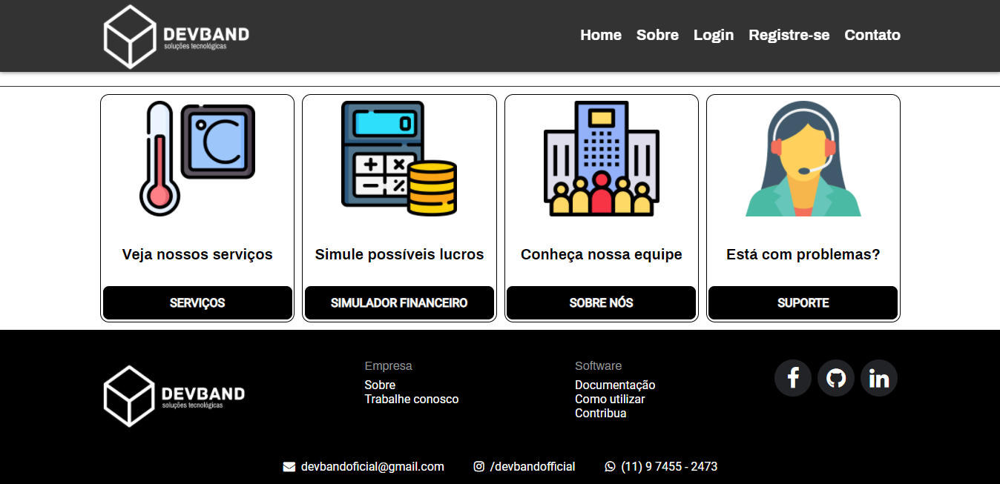 DEVBAND
soluções tecnológicas
Home Sobre Login Registre-se Contato
°C
0
Veja nossos serviços
Simule possíveis lucros
Conheça nossa equipe
Está com problemas?
SERVIÇOS
SIMULADOR FINANCEIRO
SOBRE NÓS
SUPORTE
DEVBAND
soluções tecnológicas
Empresa
Sobre
Trabalhe conosco
Software
Documentação
Como utilizar
Contribua
devbandoficial@gmail.com
/devbandofficial
(11) 9 7455 - 2473